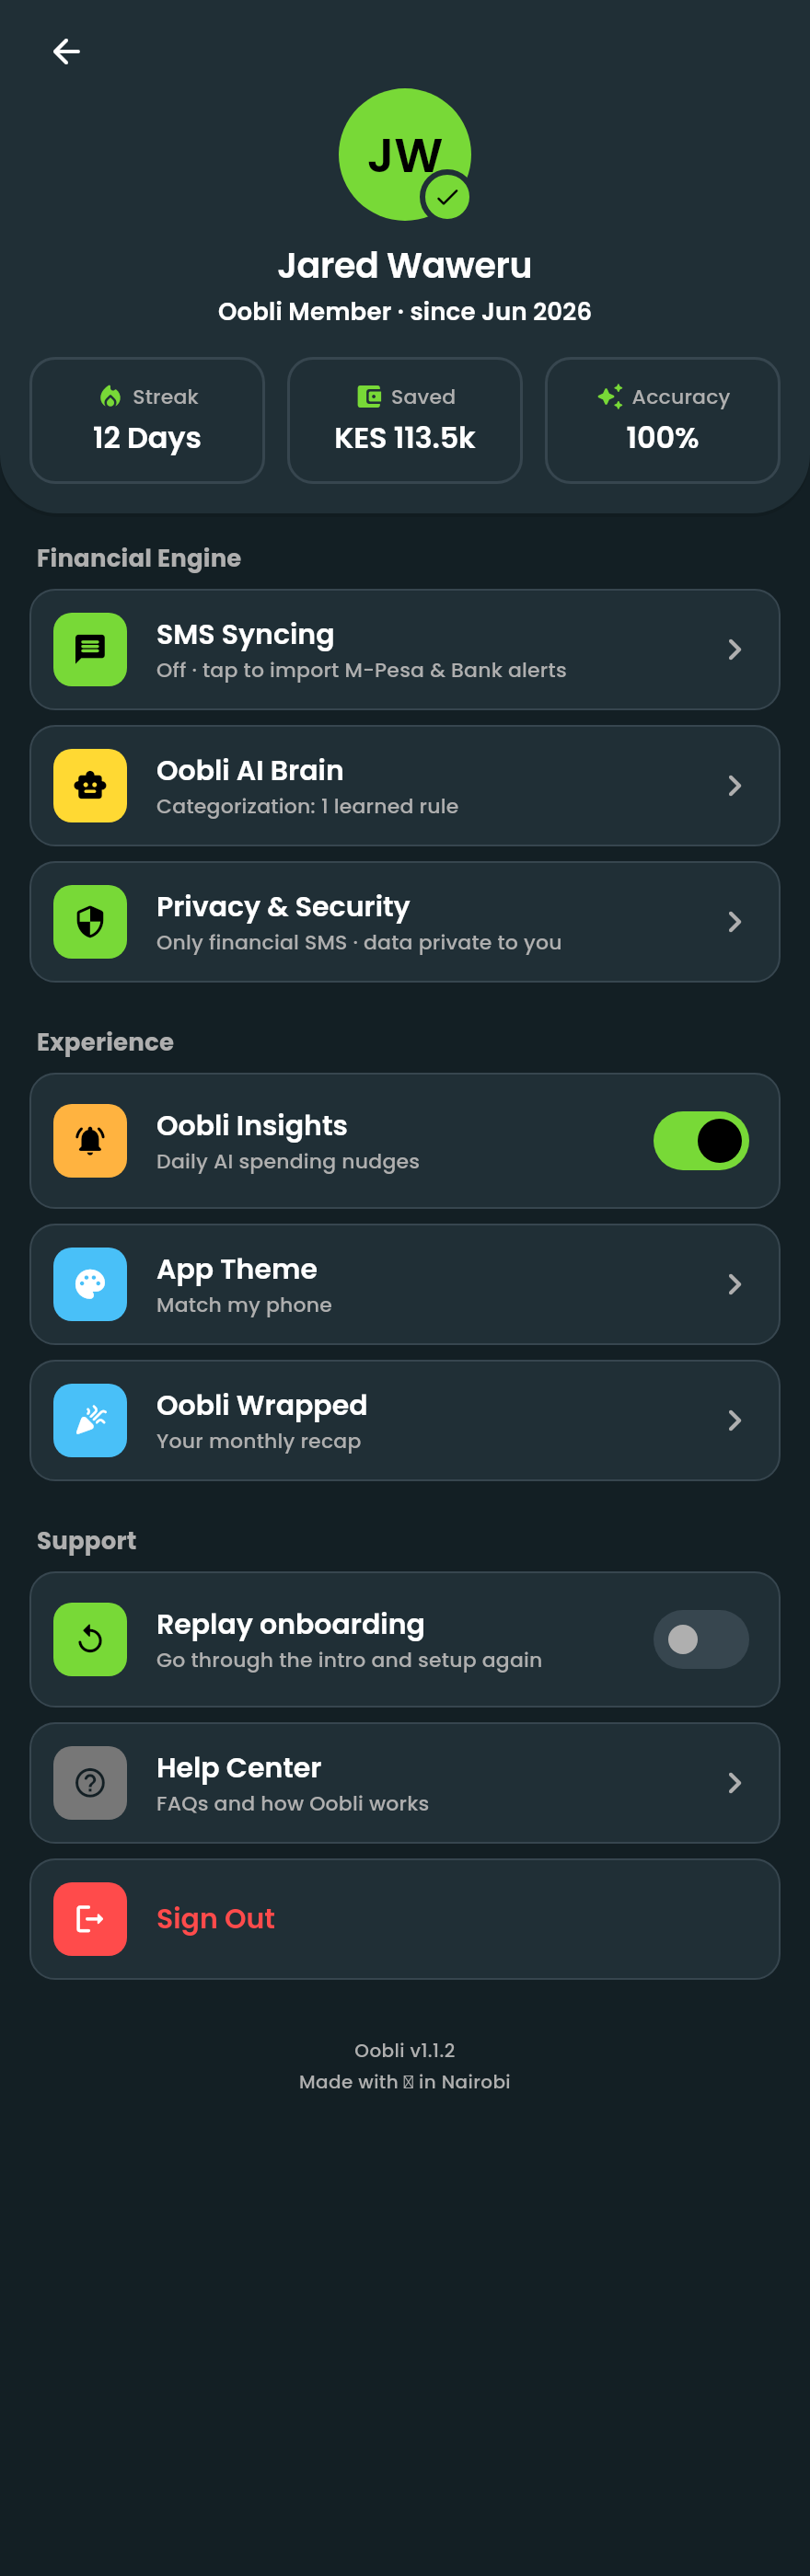 JW
Jared Waweru
Oobli Member · since Jun 2026
Streak
12 Days
Saved
KES 113.5k
Accuracy
100%
Financial Engine
SMS Syncing
Off · tap to import M-Pesa & Bank alerts
Oobli AI Brain
Categorization: 1 learned rule
Privacy & Security
Only financial SMS · data private to you
Experience
Oobli Insights
Daily AI spending nudges
App Theme
Match my phone
Oobli Wrapped
Your monthly recap
Support
Replay onboarding
Go through the intro and setup again
Help Center
FAQs and how Oobli works
Sign Out
Oobli v1.1.2
Made with in Nairobi